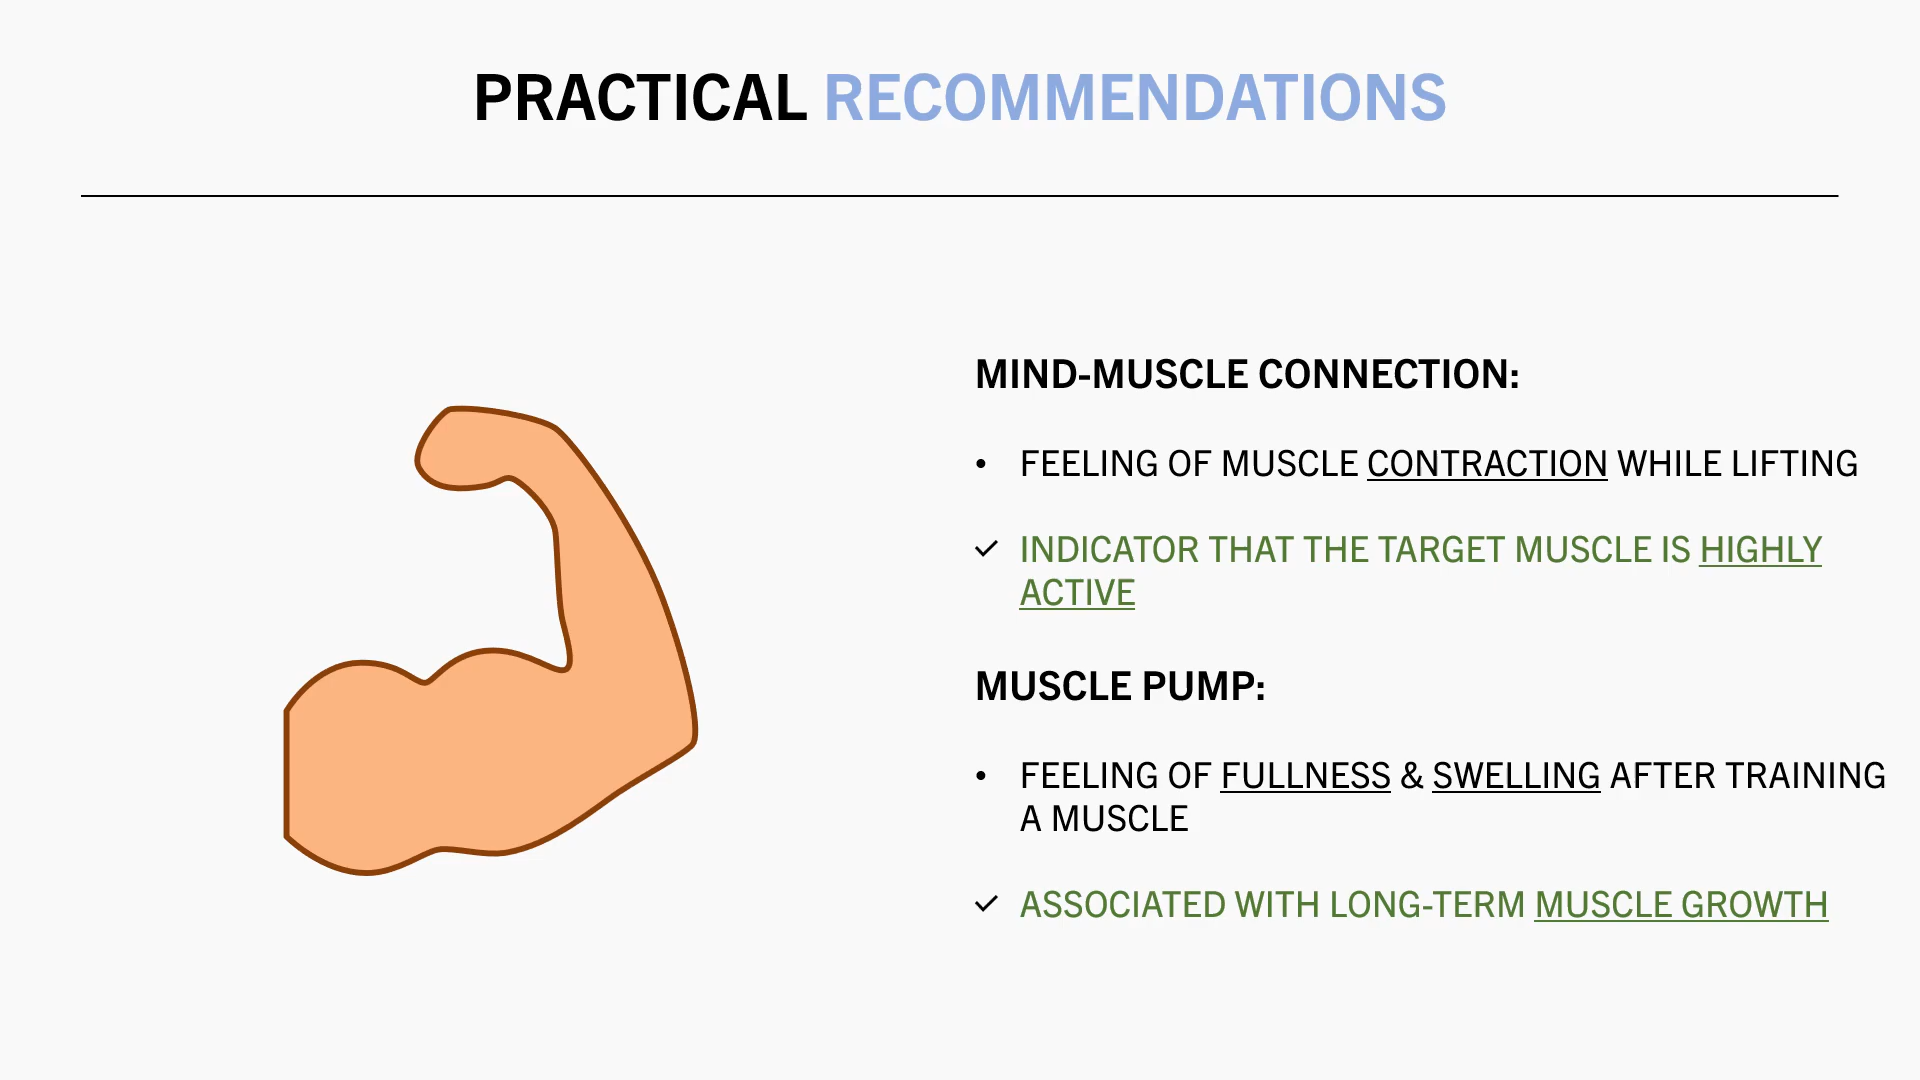 PRACTICAL RECOMMENDATIONS
MIND-MUSCLE CONNECTION:
• FEELING OF MUSCLE CONTRACTION WHILE LIFTING
✓ INDICATOR THAT THE TARGET MUSCLE IS HIGHLY
ACTIVE
MUSCLE PUMP:
• FEELING OF FULLNESS & SWELLING AFTER TRAINING
A MUSCLE
✓ ASSOCIATED WITH LONG-TERM MUSCLE GROWTH